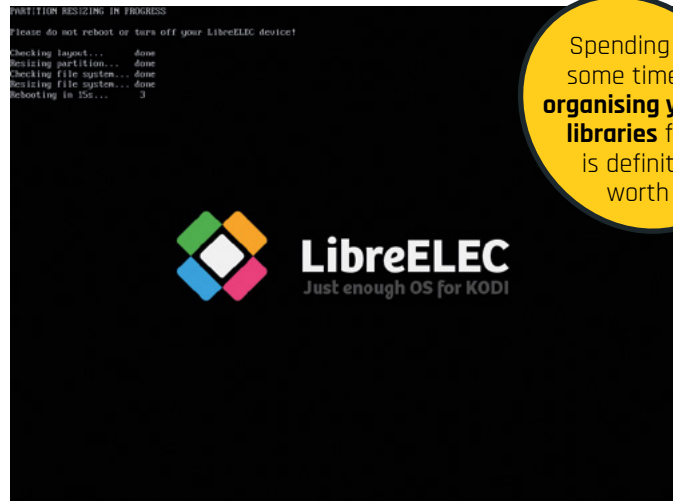 PARTITION RESIZING IN PROGRESS
Please do not reboot or turn off your LibreELEC device!
Checking layout... done
Resizing partition... done
Checking file system... done
Resizing file system... done
Rebooting in 15s... 3
LibreELEC
Just enough OS for KODI
Spending
some time
organising y
libraries f
is definit
worth